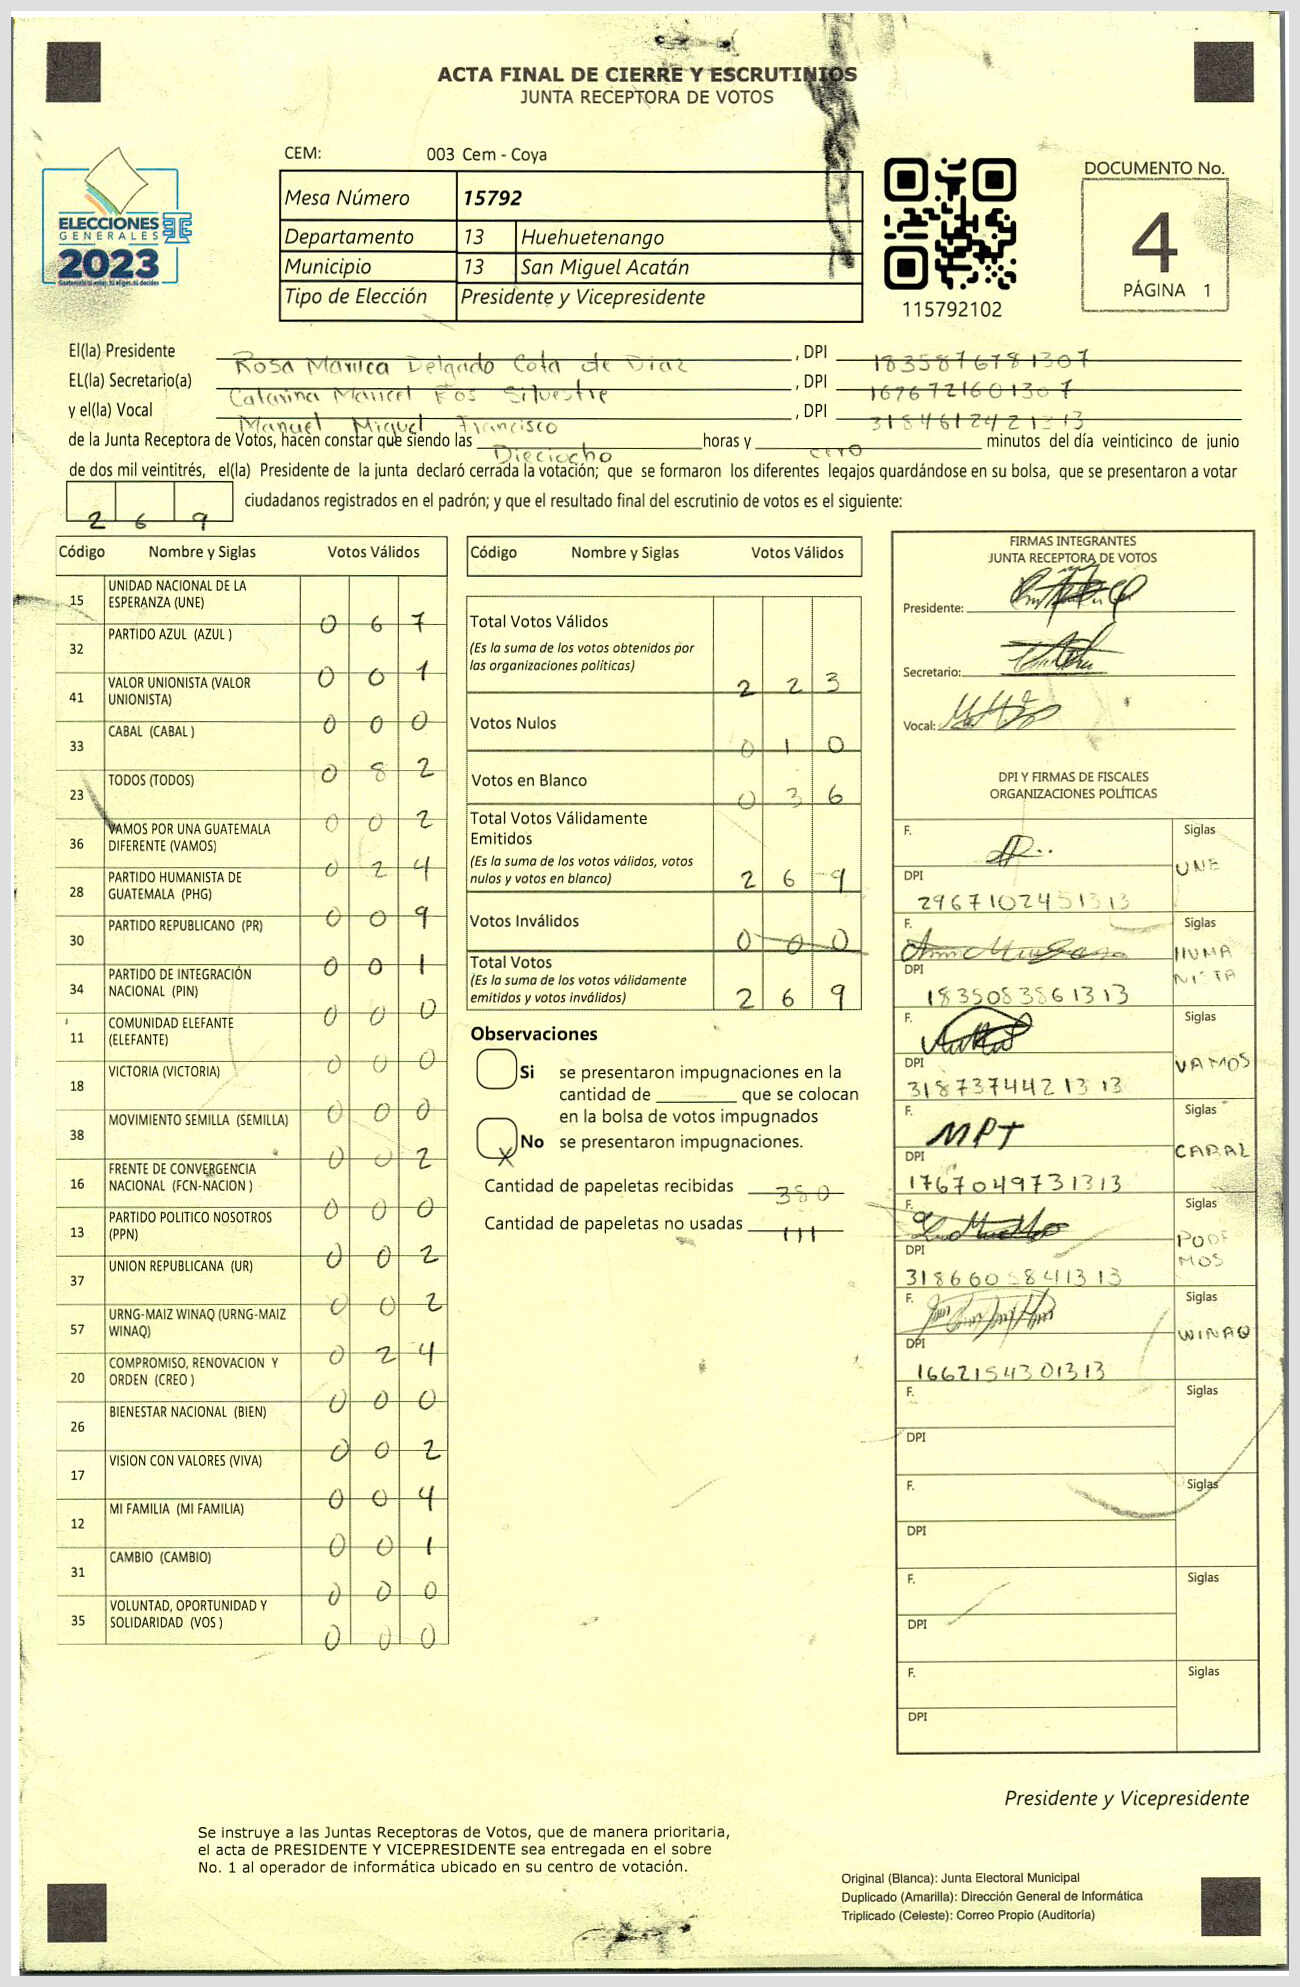 ACTA FINAL DE CIERRE Y ESCRUTINIOS
JUNTA RECEPTORA DE VOTOS
CEM: 003 Cem - Coya
Mesa Número 15792
Departamento 13 Huehuetenango
Municipio 13 San Miguel Acatán
Tipo de Elección Presidente y Vicepresidente
ELECCIONES
GENERALES
2023
115792102
DOCUMENTO No.
4
PÁGINA 1
El(la) Presidente Rosa Marilca Delgado Cota de Diaz, DPI 1835876781307
EL(la) Secretario(a) Catarina Maricel Fos Silvestre, DPI 1676721601307
y el(la) Vocal Manuel Miguel Francisco, DPI 3184612421313
de la Junta Receptora de Votos, hacen constar que siendo las Dieciocho horas y cero minutos del día veinticinco de junio
de dos mil veintitrés, el(la) Presidente de la junta declaró cerrada la votación; que se formaron los diferentes legajos quardándose en su bolsa, que se presentaron a votar
2 6 9 ciudadanos registrados en el padrón; y que el resultado final del escrutinio de votos es el siguiente:
Código Nombre y Siglas Votos Válidos
15 UNIDAD NACIONAL DE LA ESPERANZA (UNE) 0 6 7
32 PARTIDO AZUL (AZUL ) 0 0 1
41 VALOR UNIONISTA (VALOR UNIONISTA) 0 0 0
33 CABAL (CABAL ) 0 8 2
23 TODOS (TODOS) 0 0 2
36 VAMOS POR UNA GUATEMALA DIFERENTE (VAMOS) 0 2 4
28 PARTIDO HUMANISTA DE GUATEMALA (PHG) 0 0 9
30 PARTIDO REPUBLICANO (PR) 0 0 1
34 PARTIDO DE INTEGRACIÓN NACIONAL (PIN) 0 0 0
11 COMUNIDAD ELEFANTE (ELEFANTE) 0 0 0
18 VICTORIA (VICTORIA) 0 0 0
38 MOVIMIENTO SEMILLA (SEMILLA) 0 0 2
16 FRENTE DE CONVERGENCIA NACIONAL (FCN-NACION ) 0 0 0
13 PARTIDO POLITICO NOSOTROS (PPN) 0 0 2
37 UNION REPUBLICANA (UR) 0 0 2
57 URNG-MAIZ WINAQ (URNG-MAIZ WINAQ) 0 2 4
20 COMPROMISO, RENOVACION Y ORDEN (CREO ) 0 0 0
26 BIENESTAR NACIONAL (BIEN) 0 0 2
17 VISION CON VALORES (VIVA) 0 0 4
12 MI FAMILIA (MI FAMILIA) 0 0 1
31 CAMBIO (CAMBIO) 0 0 0
35 VOLUNTAD, OPORTUNIDAD Y SOLIDARIDAD (VOS ) 0 0 0
Código Nombre y Siglas Votos Válidos
Total Votos Válidos 2 2 3
(Es la suma de los votos obtenidos por
las organizaciones políticas)
Votos Nulos 0 1 0
Votos en Blanco 0 3 6
Total Votos Válidamente
Emitidos 2 6 9
(Es la suma de los votos válidos, votos
nulos y votos en blanco)
Votos Inválidos 0 0 0
Total Votos 2 6 9
(Es la suma de los votos válidamente
emitidos y votos inválidos)
Observaciones
Si se presentaron impugnaciones en la
cantidad de ________ que se colocan
en la bolsa de votos impugnados
X No se presentaron impugnaciones.
Cantidad de papeletas recibidas 380
Cantidad de papeletas no usadas 111
FIRMAS INTEGRANTES
JUNTA RECEPTORA DE VOTOS
Presidente:
Secretario:
Vocal:
DPI Y FIRMAS DE FISCALES
ORGANIZACIONES POLÍTICAS
F. Siglas
UNE
DPI
2967102451313
F. Siglas
HUMA
NISTA
DPI
1835083861313
F. Siglas
VAMOS
DPI
3187374421313
F. MPT Siglas
CABAL
DPI
1767049731313
F. Siglas
PODE
MOS
DPI
3186605841313
F. Siglas
WINAQ
DPI
1662154301313
F. Siglas
DPI
F. Siglas
DPI
F. Siglas
DPI
F. Siglas
DPI
Presidente y Vicepresidente
Se instruye a las Juntas Receptoras de Votos, que de manera prioritaria,
el acta de PRESIDENTE Y VICEPRESIDENTE sea entregada en el sobre
No. 1 al operador de informática ubicado en su centro de votación.
Original (Blanca): Junta Electoral Municipal
Duplicado (Amarilla): Dirección General de Informática
Triplicado (Celeste): Correo Propio (Auditoría)